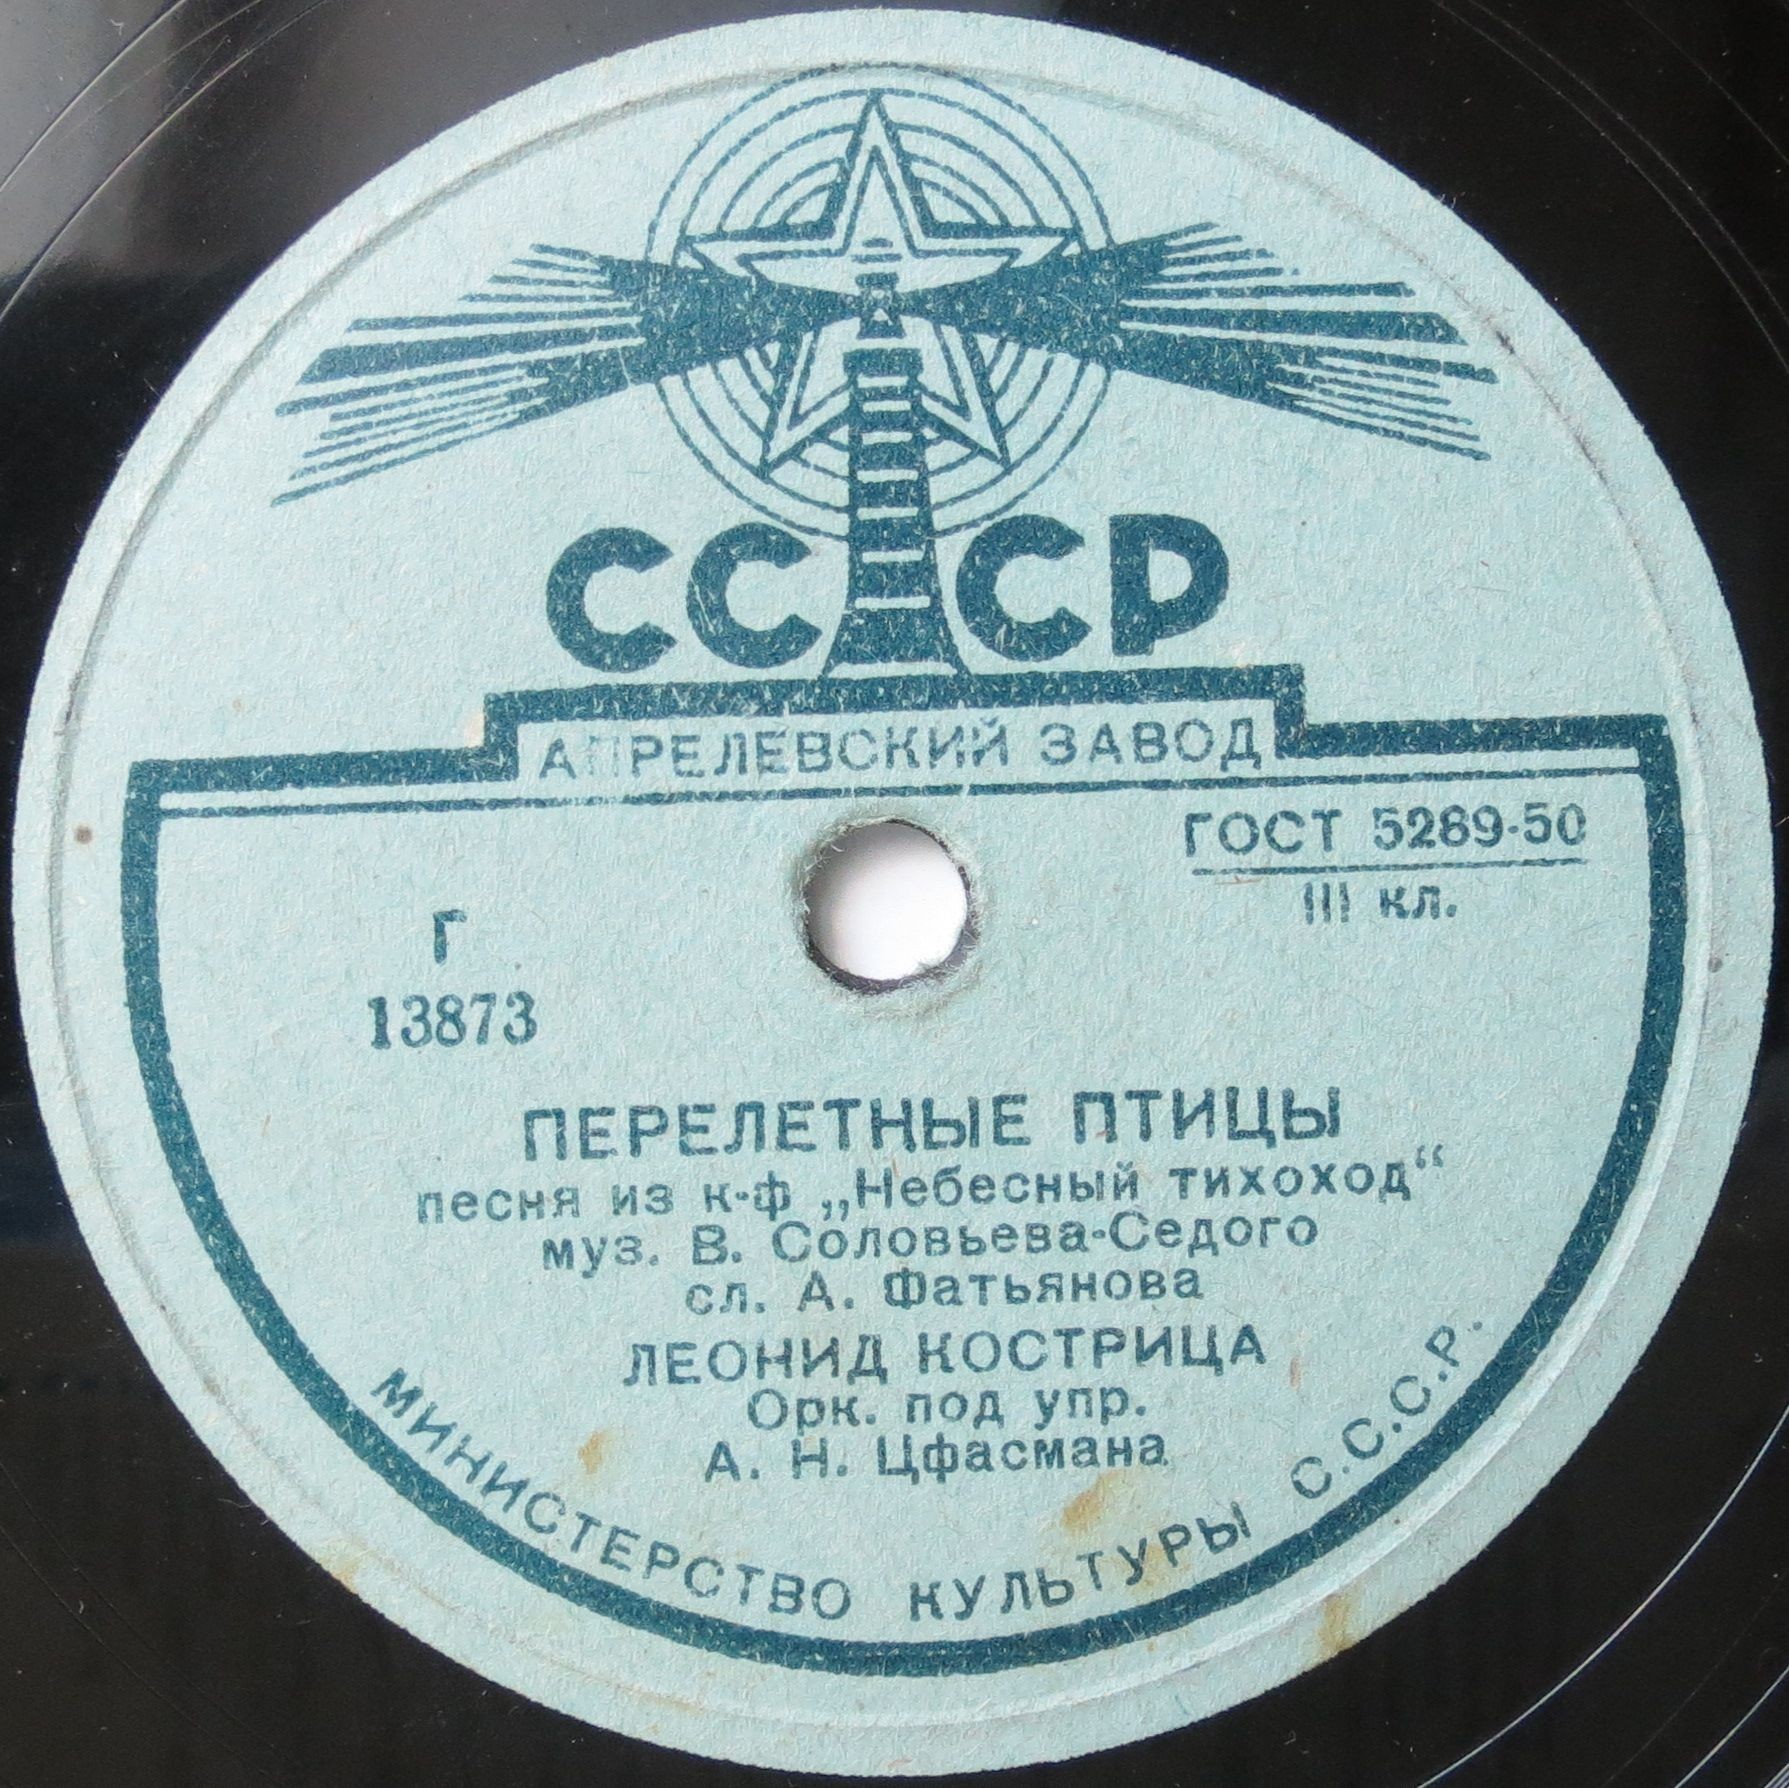 СССР
АПРЕЛЕВСКИЙ ЗАВОД
ГОСТ 5289-50
III кл.
Г
13873
ПЕРЕЛЕТНЫЕ ПТИЦЫ
песня из к-ф „Небесный тихоход“
муз. В. Соловьева-Седого
сл. А. Фатьянова
ЛЕОНИД КОСТРИЦА
Орк. под упр.
А. Н. Цфасмана
МИНИСТЕРСТВО КУЛЬТУРЫ С.С.С.Р.